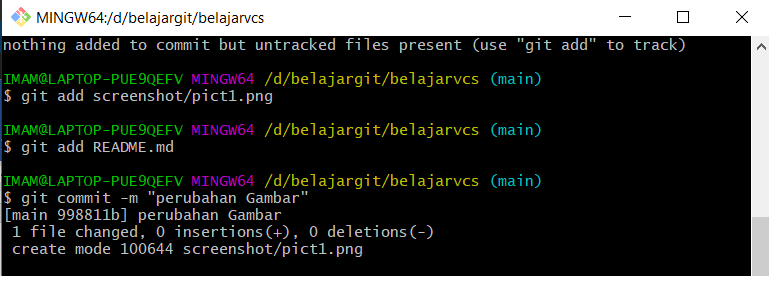 MINGW64:/d/belajargit/belajarvcs
nothing added to commit but untracked files present (use "git add" to track)
IMAM@LAPTOP-PUE9QEFV MINGW64 /d/belajargit/belajarvcs (main)
$ git add screenshot/pict1.png
IMAM@LAPTOP-PUE9QEFV MINGW64 /d/belajargit/belajarvcs (main)
$ git add README.md
IMAM@LAPTOP-PUE9QEFV MINGW64 /d/belajargit/belajarvcs (main)
$ git commit -m "perubahan Gambar"
[main 998811b] perubahan Gambar
 1 file changed, 0 insertions(+), 0 deletions(-)
 create mode 100644 screenshot/pict1.png